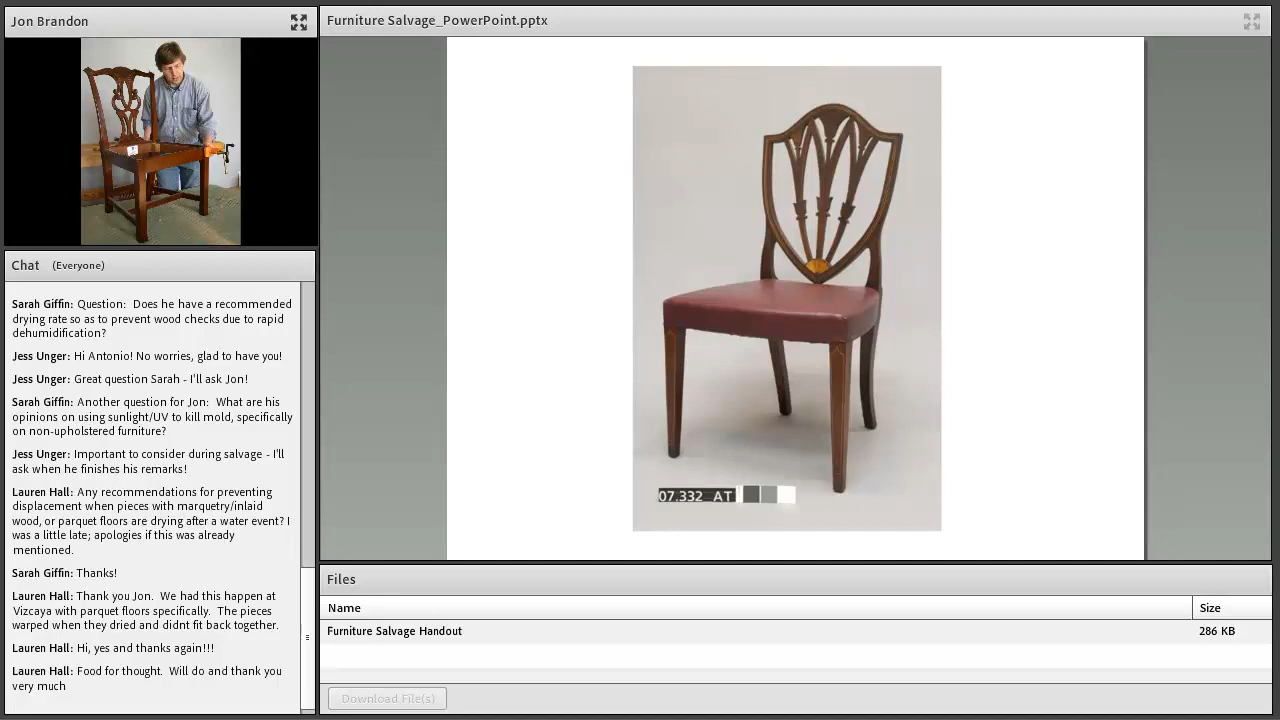 Jon Brandon
Furniture Salvage_PowerPoint.pptx
Chat (Everyone)
Sarah Giffin: Question: Does he have a recommended
drying rate so as to prevent wood checks due to rapid
dehumidification?
Jess Unger: Hi Antonio! No worries, glad to have you!
Jess Unger: Great question Sarah - I'll ask Jon!
Sarah Giffin: Another question for Jon: What are his
opinions on using sunlight/UV to kill mold, specifically
on non-upholstered furniture?
Jess Unger: Important to consider during salvage - I'll
ask when he finishes his remarks!
Lauren Hall: Any recommendations for preventing
displacement when pieces with marquetry/inlaid
wood, or parquet floors are drying after a water event? I
was a little late; apologies if this was already
mentioned.
Sarah Giffin: Thanks!
Lauren Hall: Thank you Jon. We had this happen at
Vizcaya with parquet floors specifically. The pieces
warped when they dried and didnt fit back together.
Lauren Hall: Hi, yes and thanks again!!!
Lauren Hall: Food for thought. Will do and thank you
very much
07.332_AT
Files
Name Size
Furniture Salvage Handout 286 KB
Download File(s)